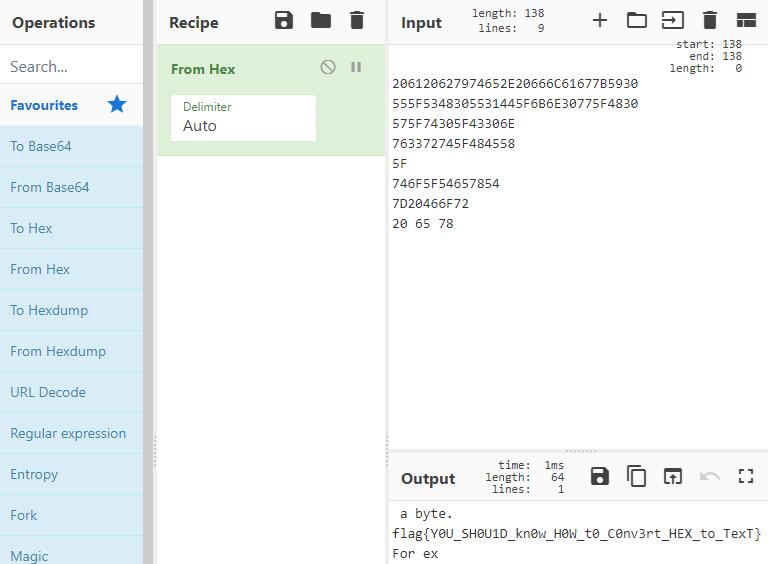 Operations
Search...
Favourites
To Base64
From Base64
To Hex
From Hex
To Hexdump
From Hexdump
URL Decode
Regular expression
Entropy
Fork
Magic
Recipe
From Hex
Delimiter
Auto
Input
length: 138
lines: 9
start: 138
end: 138
length: 0
206120627974652E20666C61677B5930
555F5348305531445F6B6E30775F4830
575F74305F43306E
763372745F484558
5F
746F5F54657854
7D20466F72
20 65 78
Output
time: 1ms
length: 64
lines: 1
a byte.
flag{Y0U_SH0U1D_kn0w_H0W_t0_C0nv3rt_HEX_to_TexT}
For ex